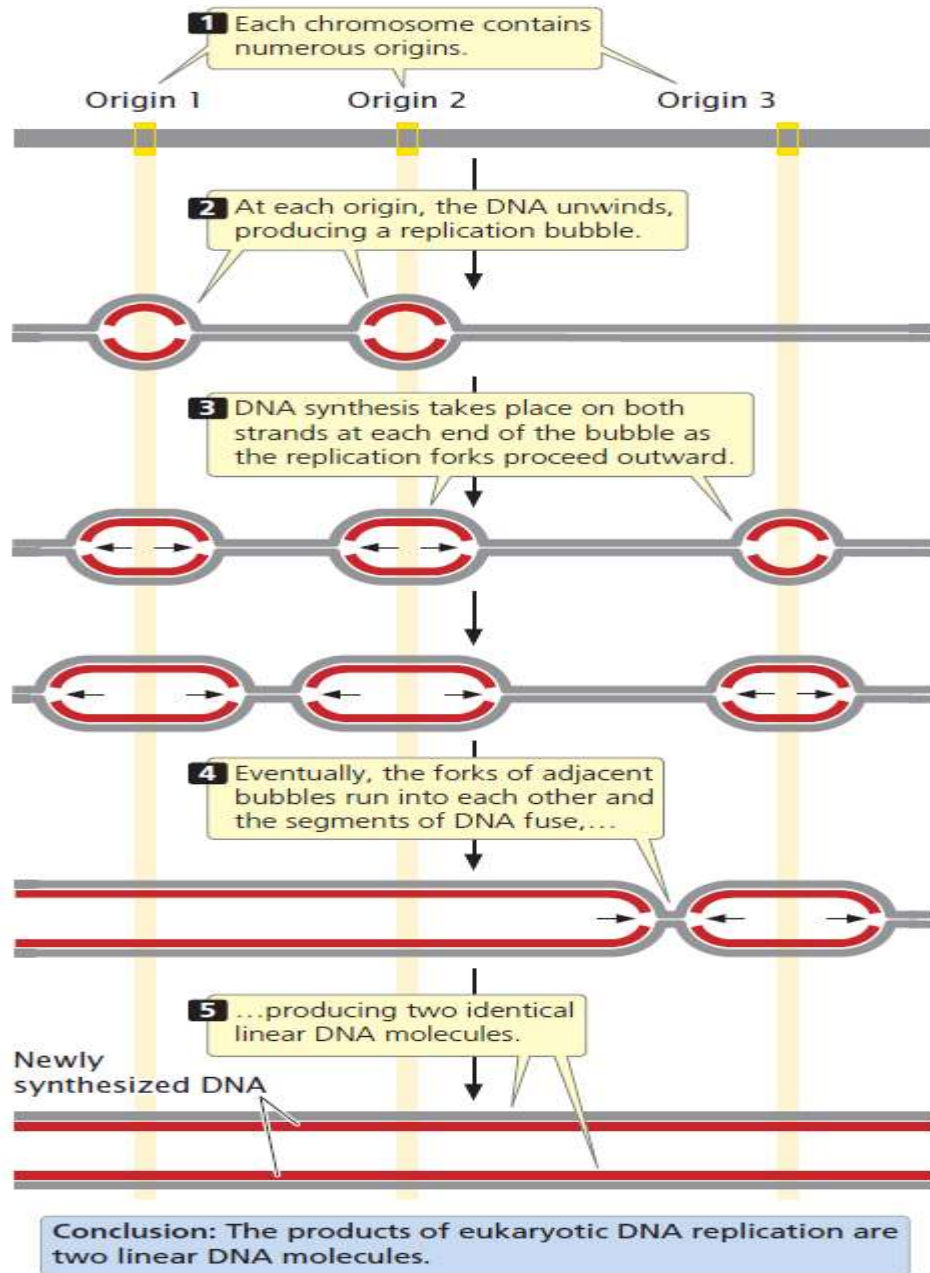 1 Each chromosome contains
numerous origins.
Origin 1 Origin 2 Origin 3
2 At each origin, the DNA unwinds,
producing a replication bubble.
3 DNA synthesis takes place on both
strands at each end of the bubble as
the replication forks proceed outward.
4 Eventually, the forks of adjacent
bubbles run into each other and
the segments of DNA fuse,...
5 ...producing two identical
linear DNA molecules.
Newly
synthesized DNA
Conclusion: The products of eukaryotic DNA replication are
two linear DNA molecules.